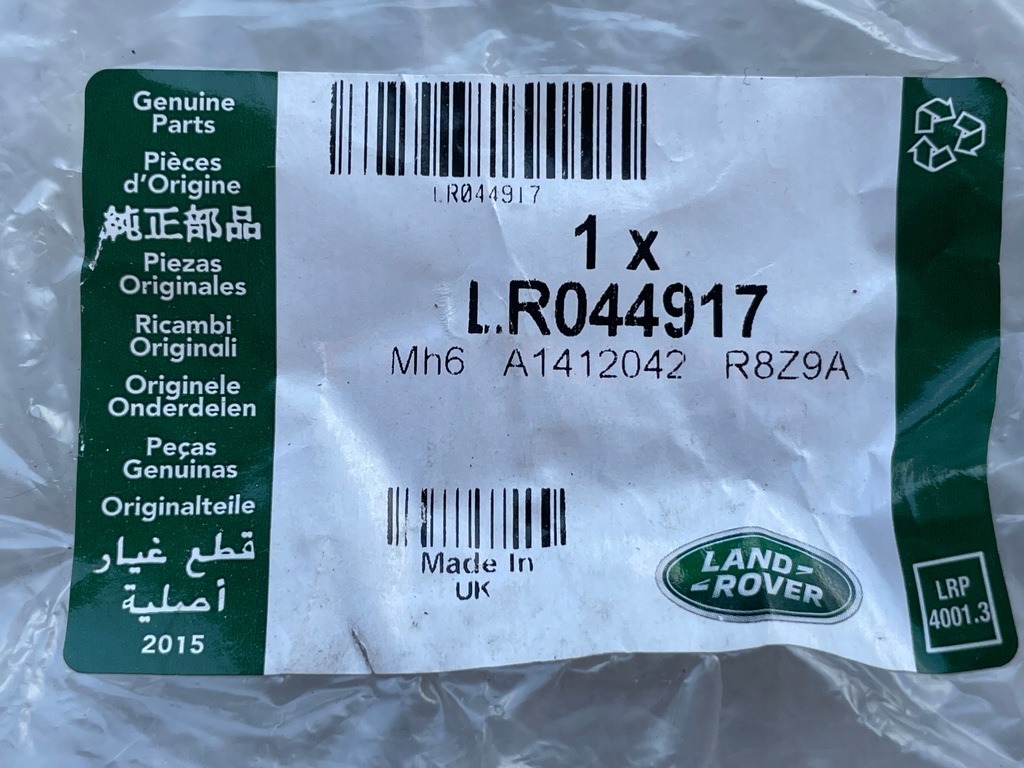 Genuine
Parts
Pièces
d'Origine
純正部品
Piezas
Originales
Ricambi
Originali
Originele
Onderdelen
Peças
Genuinas
Originalteile
قطع غيار
أصلية
2015
LR044917
1 x
LR044917
Mh6 A1412042 R8Z9A
Made In
UK
LAND
ROVER
LRP
4001.3